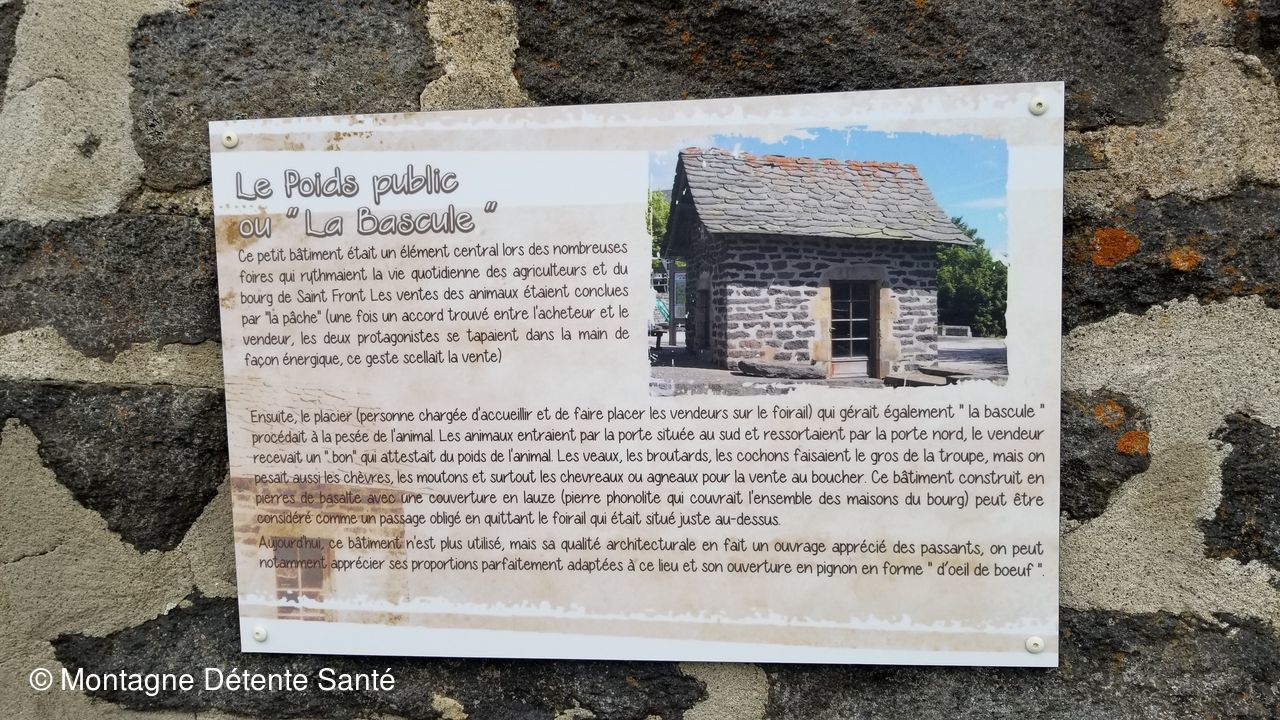 Le Poids public
ou "La Bascule"
Ce petit bâtiment était un élément central lors des nombreuses
foires qui rythmaient la vie quotidienne des agriculteurs et du
bourg de Saint Front Les ventes des animaux étaient conclues
par "la pâche" (une fois un accord trouvé entre l'acheteur et le
vendeur, les deux protagonistes se tapaient dans la main de
façon énergique, ce geste scellait la vente)
Ensuite, le placier (personne chargée d'accueillir et de faire placer les vendeurs sur le foirail) qui gérait également " la bascule "
procédait à la pesée de l'animal. Les animaux entraient par la porte située au sud et ressortaient par la porte nord, le vendeur
recevait un " bon" qui attestait du poids de l'animal. Les veaux, les broutards, les cochons faisaient le gros de la troupe, mais on
pesait aussi les chèvres, les moutons et surtout les chevreaux ou agneaux pour la vente au boucher. Ce bâtiment construit en
pierres de basalte avec une couverture en lauze (pierre phonolite qui couvrait l'ensemble des maisons du bourg) peut être
considéré comme un passage obligé en quittant le foirail qui était situé juste au-dessus.
Aujourd'hui, ce bâtiment n'est plus utilisé, mais sa qualité architecturale en fait un ouvrage apprécié des passants, on peut
notamment apprécier ses proportions parfaitement adaptées à ce lieu et son ouverture en pignon en forme " d'oeil de boeuf ".
© Montagne Détente Santé